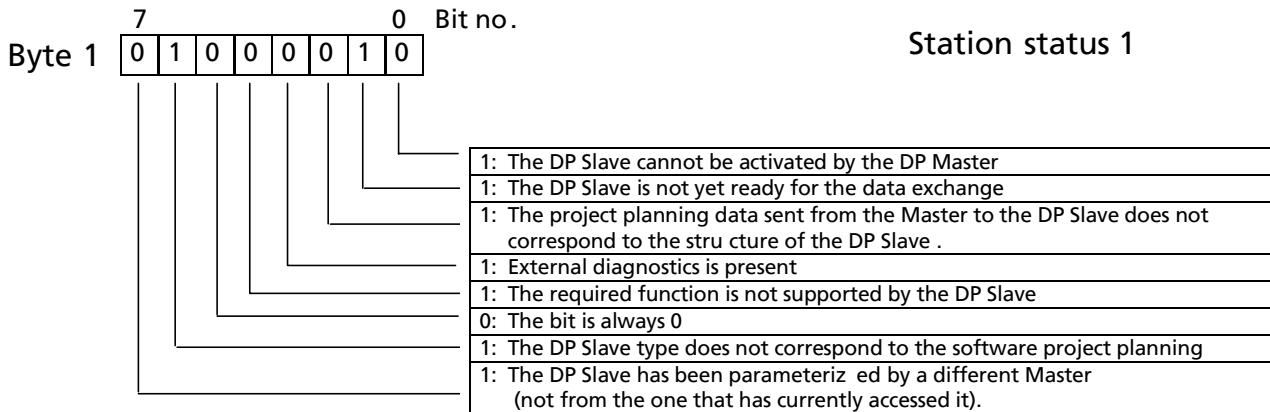 7 0 Bit no.
Byte 1 0 1 0 0 0 0 1 0 Station status 1
1: The DP Slave cannot be activated by the DP Master
1: The DP Slave is not yet ready for the data exchange
1: The project planning data sent from the Master to the DP Slave does not
correspond to the stru cture of the DP Slave .
1: External diagnostics is present
1: The required function is not supported by the DP Slave
0: The bit is always 0
1: The DP Slave type does not correspond to the software project planning
1: The DP Slave has been parameteriz ed by a different Master
(not from the one that has currently accessed it).